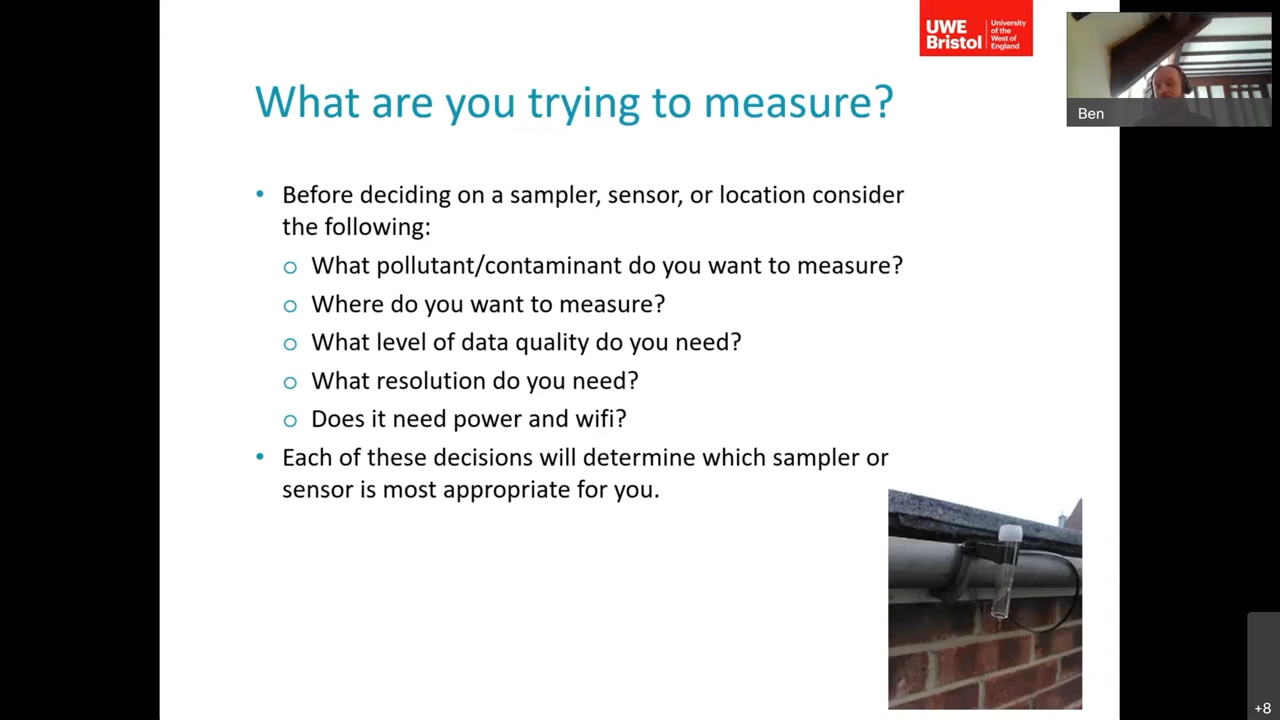 UWE
Bristol
University
of the
West of
England
What are you trying to measure?
Ben
• Before deciding on a sampler, sensor, or location consider
the following:
o What pollutant/contaminant do you want to measure?
o Where do you want to measure?
o What level of data quality do you need?
o What resolution do you need?
o Does it need power and wifi?
• Each of these decisions will determine which sampler or
sensor is most appropriate for you.
+8